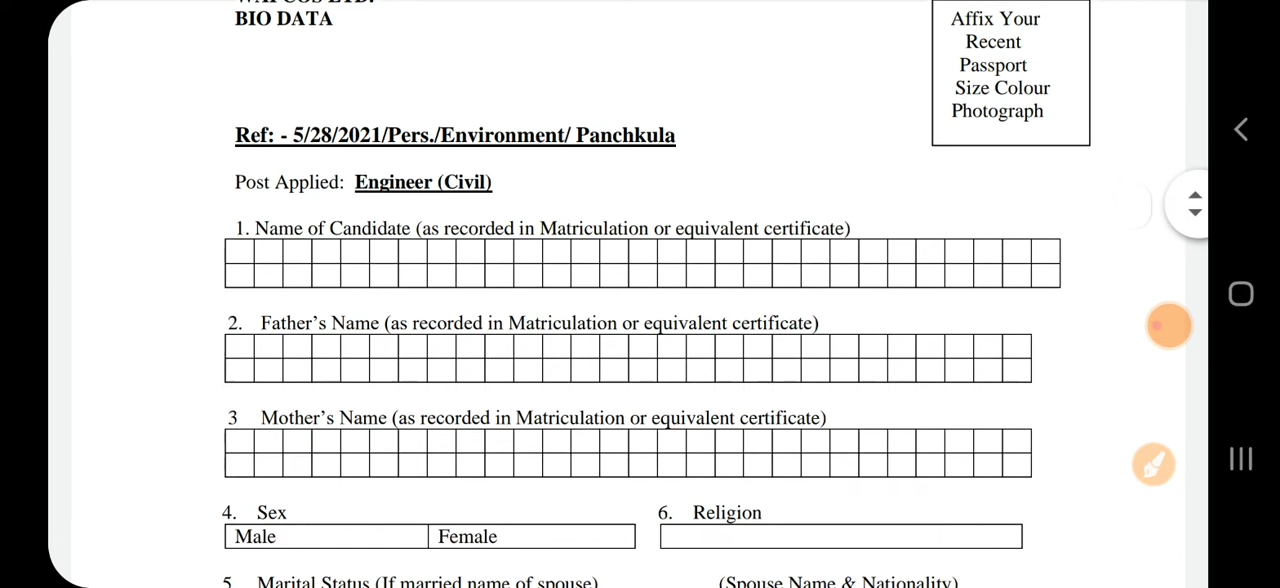 BIO DATA
Affix Your
Recent
Passport
Size Colour
Photograph
Ref: - 5/28/2021/Pers./Environment/ Panchkula
Post Applied: Engineer (Civil)
1. Name of Candidate (as recorded in Matriculation or equivalent certificate)
2. Father’s Name (as recorded in Matriculation or equivalent certificate)
3 Mother’s Name (as recorded in Matriculation or equivalent certificate)
4. Sex
6. Religion
Male Female
5 Marital Status (If married name of spouse) (Spouse Name & Nationality)